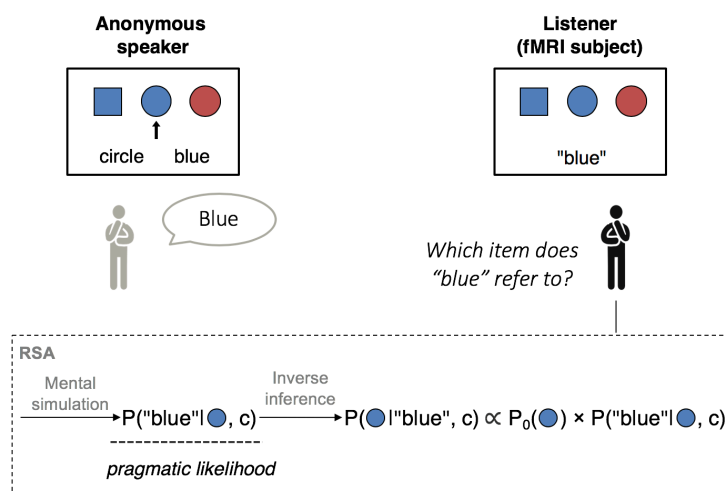 Anonymous
speaker
circle blue
Blue
Listener
(fMRI subject)
"blue"
Which item does
“blue” refer to?
RSA
Mental
simulation
P("blue"| , c)
pragmatic likelihood
Inverse
inference
P( |"blue", c) ∝ P₀( ) × P("blue"| , c)